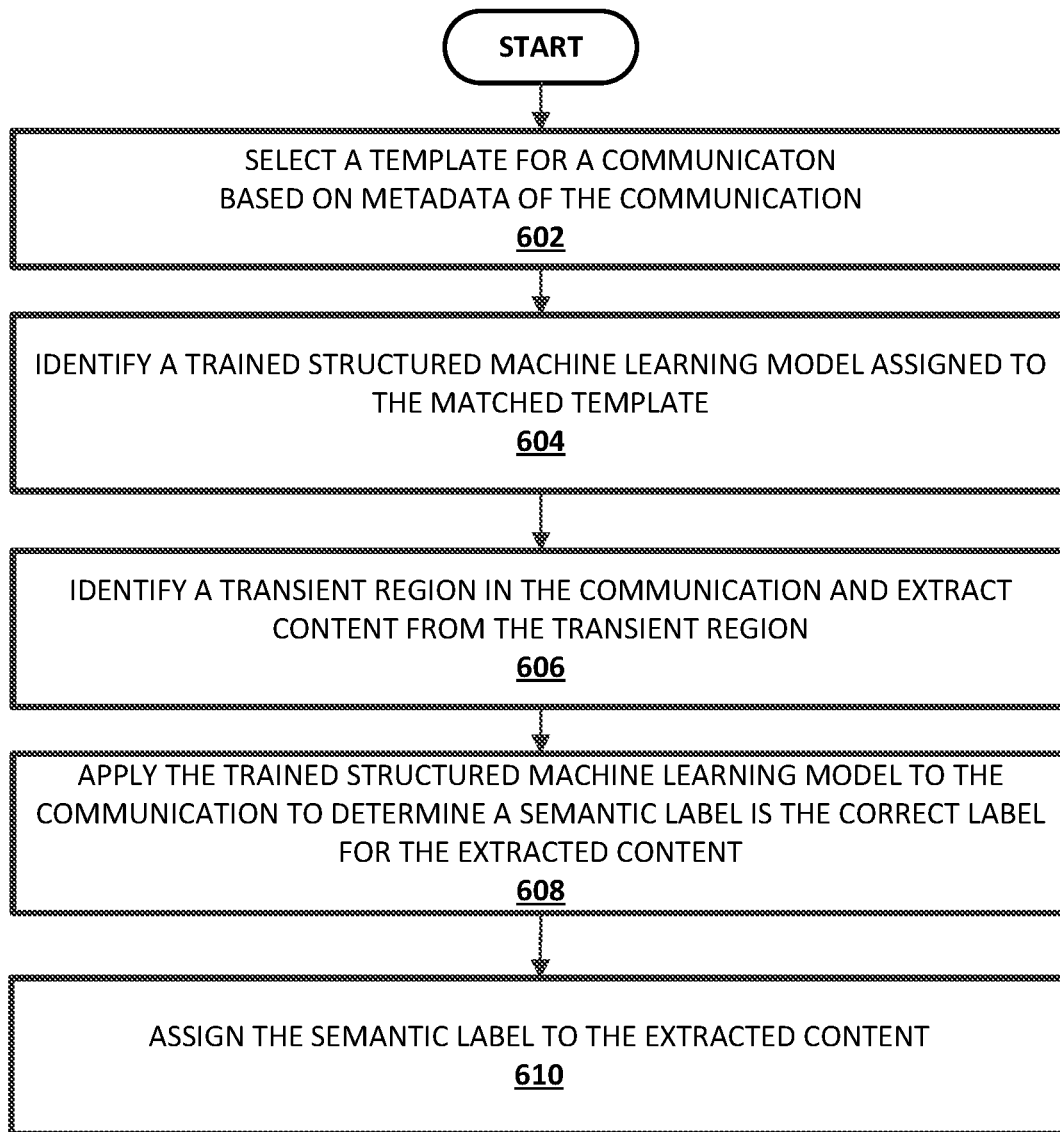 START
SELECT A TEMPLATE FOR A COMMUNICATON
BASED ON METADATA OF THE COMMUNICATION
602
IDENTIFY A TRAINED STRUCTURED MACHINE LEARNING MODEL ASSIGNED TO
THE MATCHED TEMPLATE
604
IDENTIFY A TRANSIENT REGION IN THE COMMUNICATION AND EXTRACT
CONTENT FROM THE TRANSIENT REGION
606
APPLY THE TRAINED STRUCTURED MACHINE LEARNING MODEL TO THE
COMMUNICATION TO DETERMINE A SEMANTIC LABEL IS THE CORRECT LABEL
FOR THE EXTRACTED CONTENT
608
ASSIGN THE SEMANTIC LABEL TO THE EXTRACTED CONTENT
610